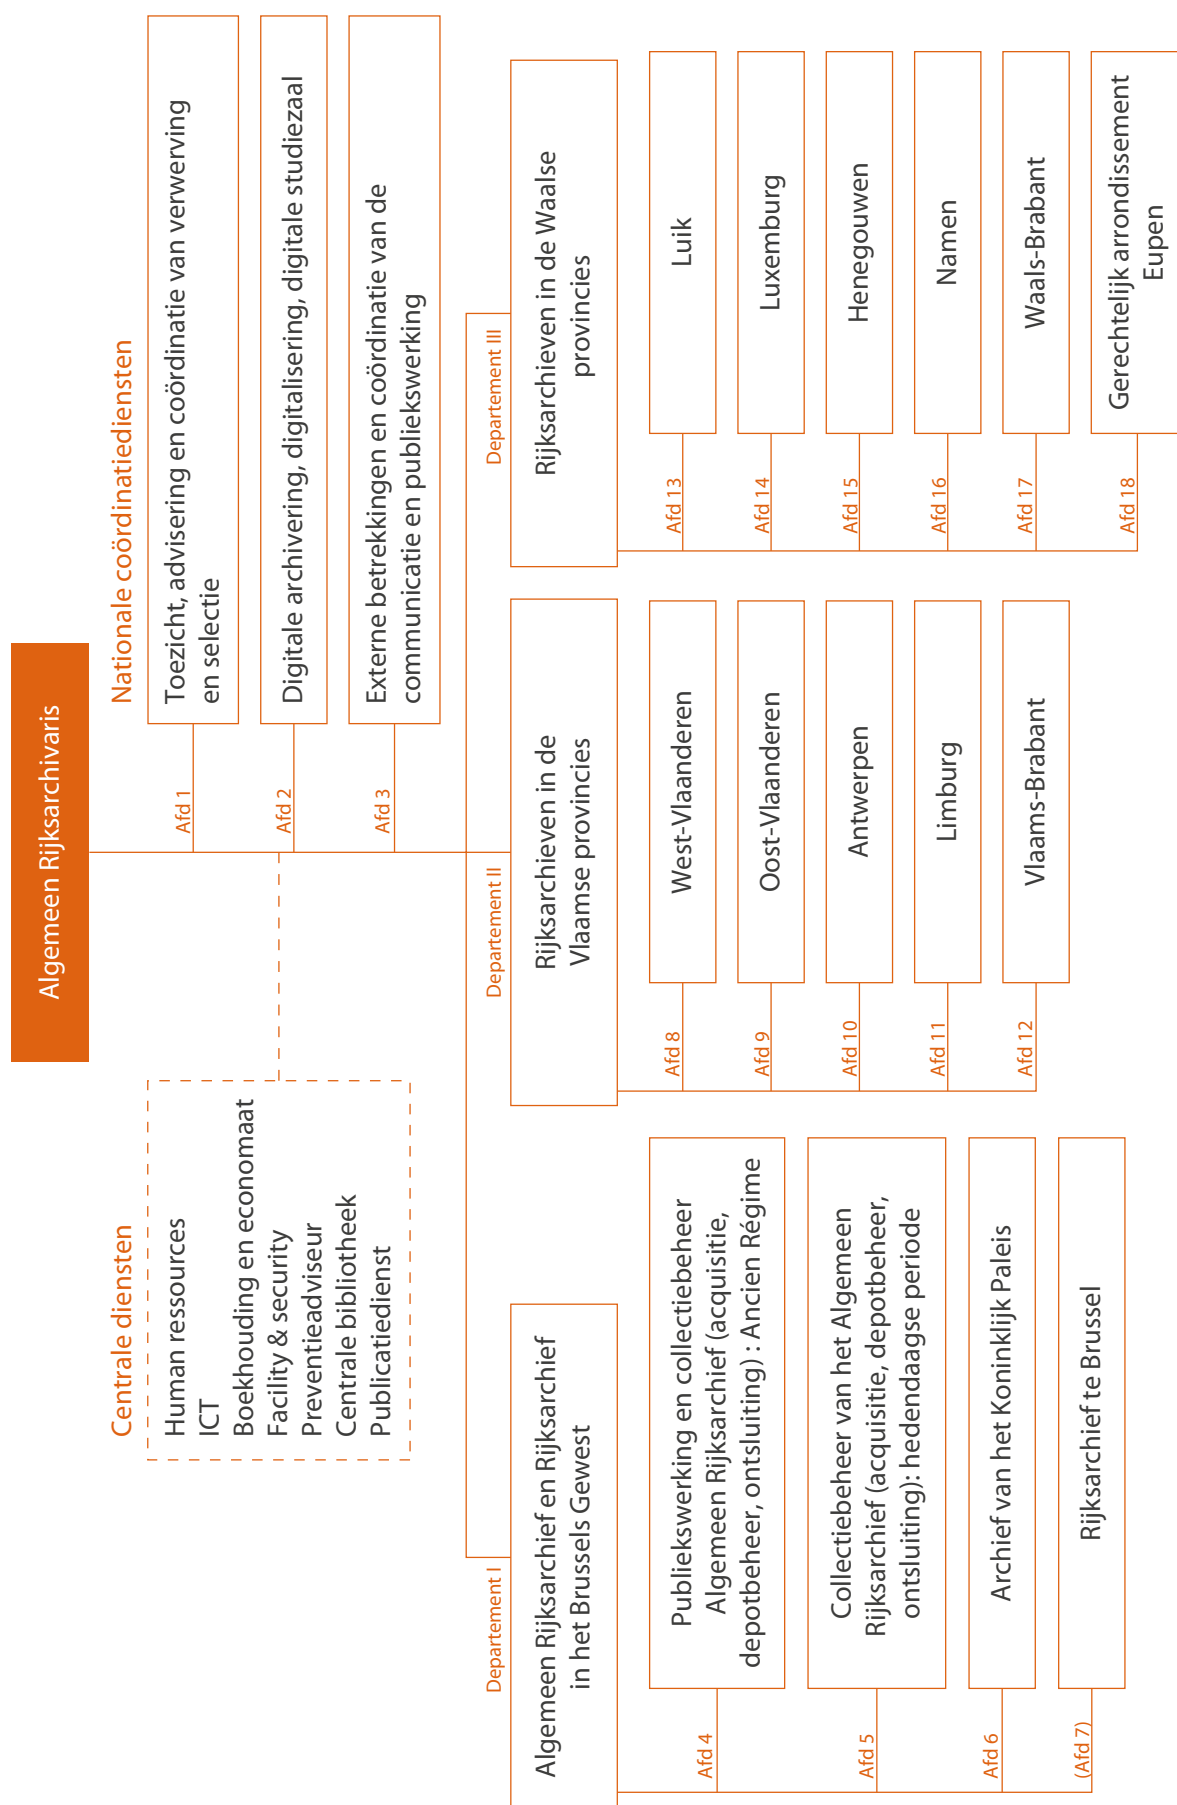 Algemeen Rijksarchivaris
Centrale diensten
Human ressources
ICT
Boekhouding en economaat
Facility & security
Preventieadviseur
Centrale bibliotheek
Publicatiedienst
Nationale coördinatiediensten
Afd 1
Toezicht, advisering en coördinatie van verwerving
en selectie
Afd 2
Digitale archivering, digitalisering, digitale studiezaal
Afd 3
Externe betrekkingen en coördinatie van de
communicatie en publiekswerking
Departement I
Algemeen Rijksarchief en Rijksarchief
in het Brussels Gewest
Afd 4
Publiekswerking en collectiebeheer
Algemeen Rijksarchief (acquisitie,
depotbeheer, ontsluiting) : Ancien Régime
Afd 5
Collectiebeheer van het Algemeen
Rijksarchief (acquisitie, depotbeheer,
ontsluiting): hedendaagse periode
Afd 6
Archief van het Koninklijk Paleis
(Afd 7)
Rijksarchief te Brussel
Departement II
Rijksarchieven in de
Vlaamse provincies
Afd 8
West-Vlaanderen
Afd 9
Oost-Vlaanderen
Afd 10
Antwerpen
Afd 11
Limburg
Afd 12
Vlaams-Brabant
Departement III
Rijksarchieven in de Waalse
provincies
Afd 13
Luik
Afd 14
Luxemburg
Afd 15
Henegouwen
Afd 16
Namen
Afd 17
Waals-Brabant
Afd 18
Gerechtelijk arrondissement
Eupen